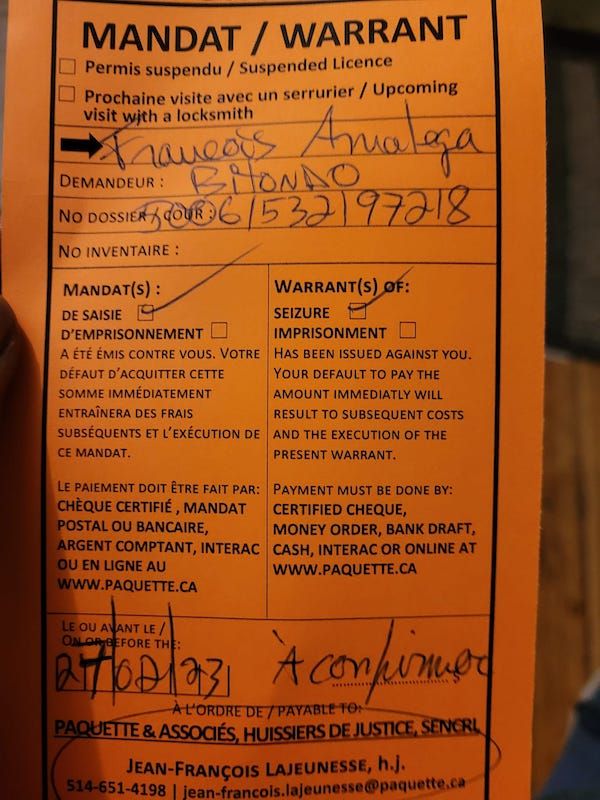 MANDAT / WARRANT
Permis suspendu / Suspended Licence
Prochaine visite avec un serrurier / Upcoming
visit with a locksmith
François Amalega
DEMANDEUR : BITONDO
NO DOSSIER / COUR : 5006/532197218
NO INVENTAIRE :
MANDAT(S) :
DE SAISIE
D'EMPRISONNEMENT
A ÉTÉ ÉMIS CONTRE VOUS. VOTRE
DÉFAUT D'ACQUITTER CETTE
SOMME IMMÉDIATEMENT
ENTRAÎNERA DES FRAIS
SUBSÉQUENTS ET L'EXÉCUTION DE
CE MANDAT.
LE PAIEMENT DOIT ÊTRE FAIT PAR:
CHÈQUE CERTIFIÉ , MANDAT
POSTAL OU BANCAIRE,
ARGENT COMPTANT, INTERAC
OU EN LIGNE AU
WWW.PAQUETTE.CA
WARRANT(S) OF:
SEIZURE
IMPRISONMENT
HAS BEEN ISSUED AGAINST YOU.
YOUR DEFAULT TO PAY THE
AMOUNT IMMEDIATLY WILL
RESULT TO SUBSEQUENT COSTS
AND THE EXECUTION OF THE
PRESENT WARRANT.
PAYMENT MUST BE DONE BY:
CERTIFIED CHEQUE,
MONEY ORDER, BANK DRAFT,
CASH, INTERAC OR ONLINE AT
WWW.PAQUETTE.CA
LE OU AVANT LE /
ON OR BEFORE THE:
27/02/23 À confirmer
À L'ORDRE DE / PAYABLE TO:
PAQUETTE & ASSOCIÉS, HUISSIERS DE JUSTICE, SENCRL
JEAN-FRANÇOIS LAJEUNESSE, h.j.
514-651-4198 | jean-francois.lajeunesse@paquette.ca